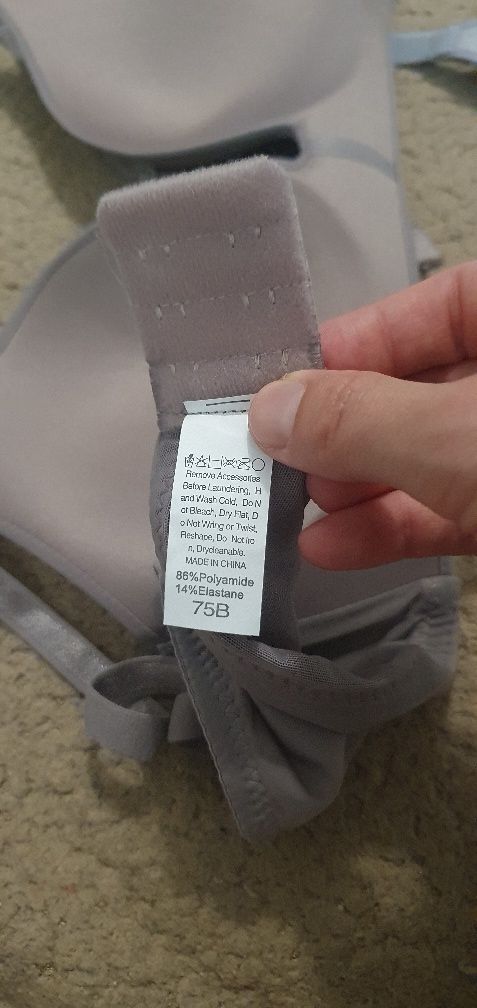 Remove Accessories
Before Laundering, H
and Wash Cold, Do N
ot Bleach, Dry Flat, D
o Not Wring or Twist,
Reshape, Do Not Iro
n, Drycleanable.
MADE IN CHINA
86%Polyamide
14%Elastane
75B